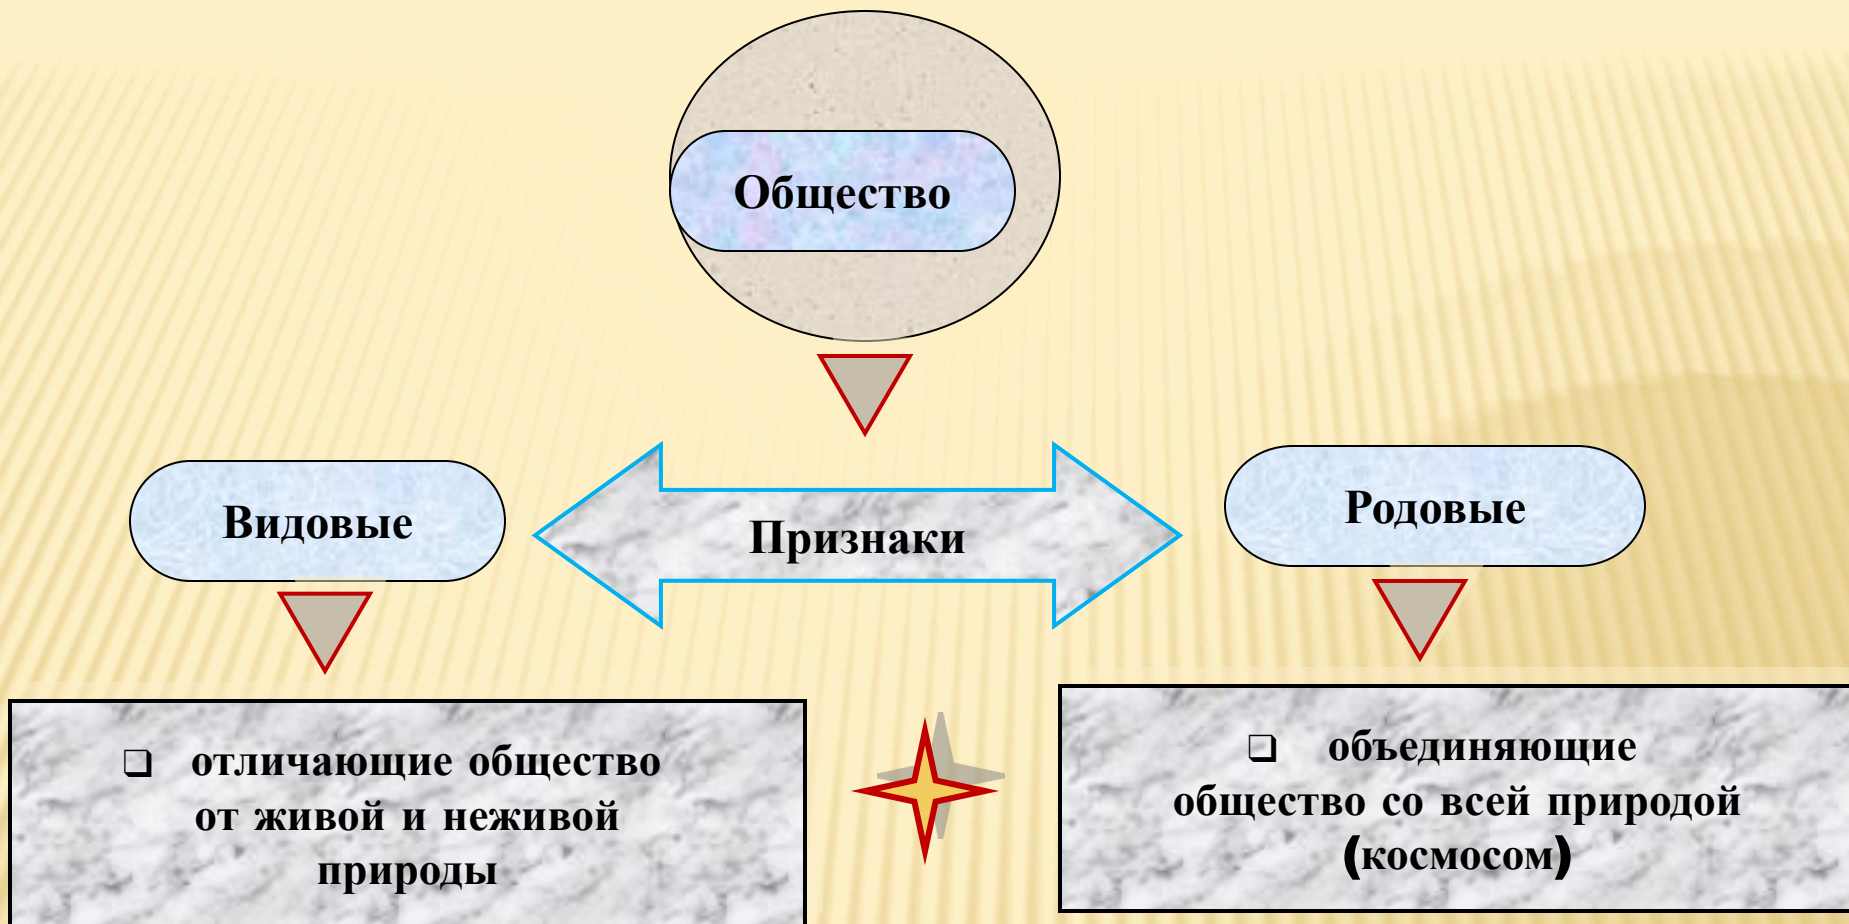 Общество
Видовые
Признаки
Родовые
❑ отличающие общество
от живой и неживой
природы
❑ объединяющие
общество со всей природой
(космосом)